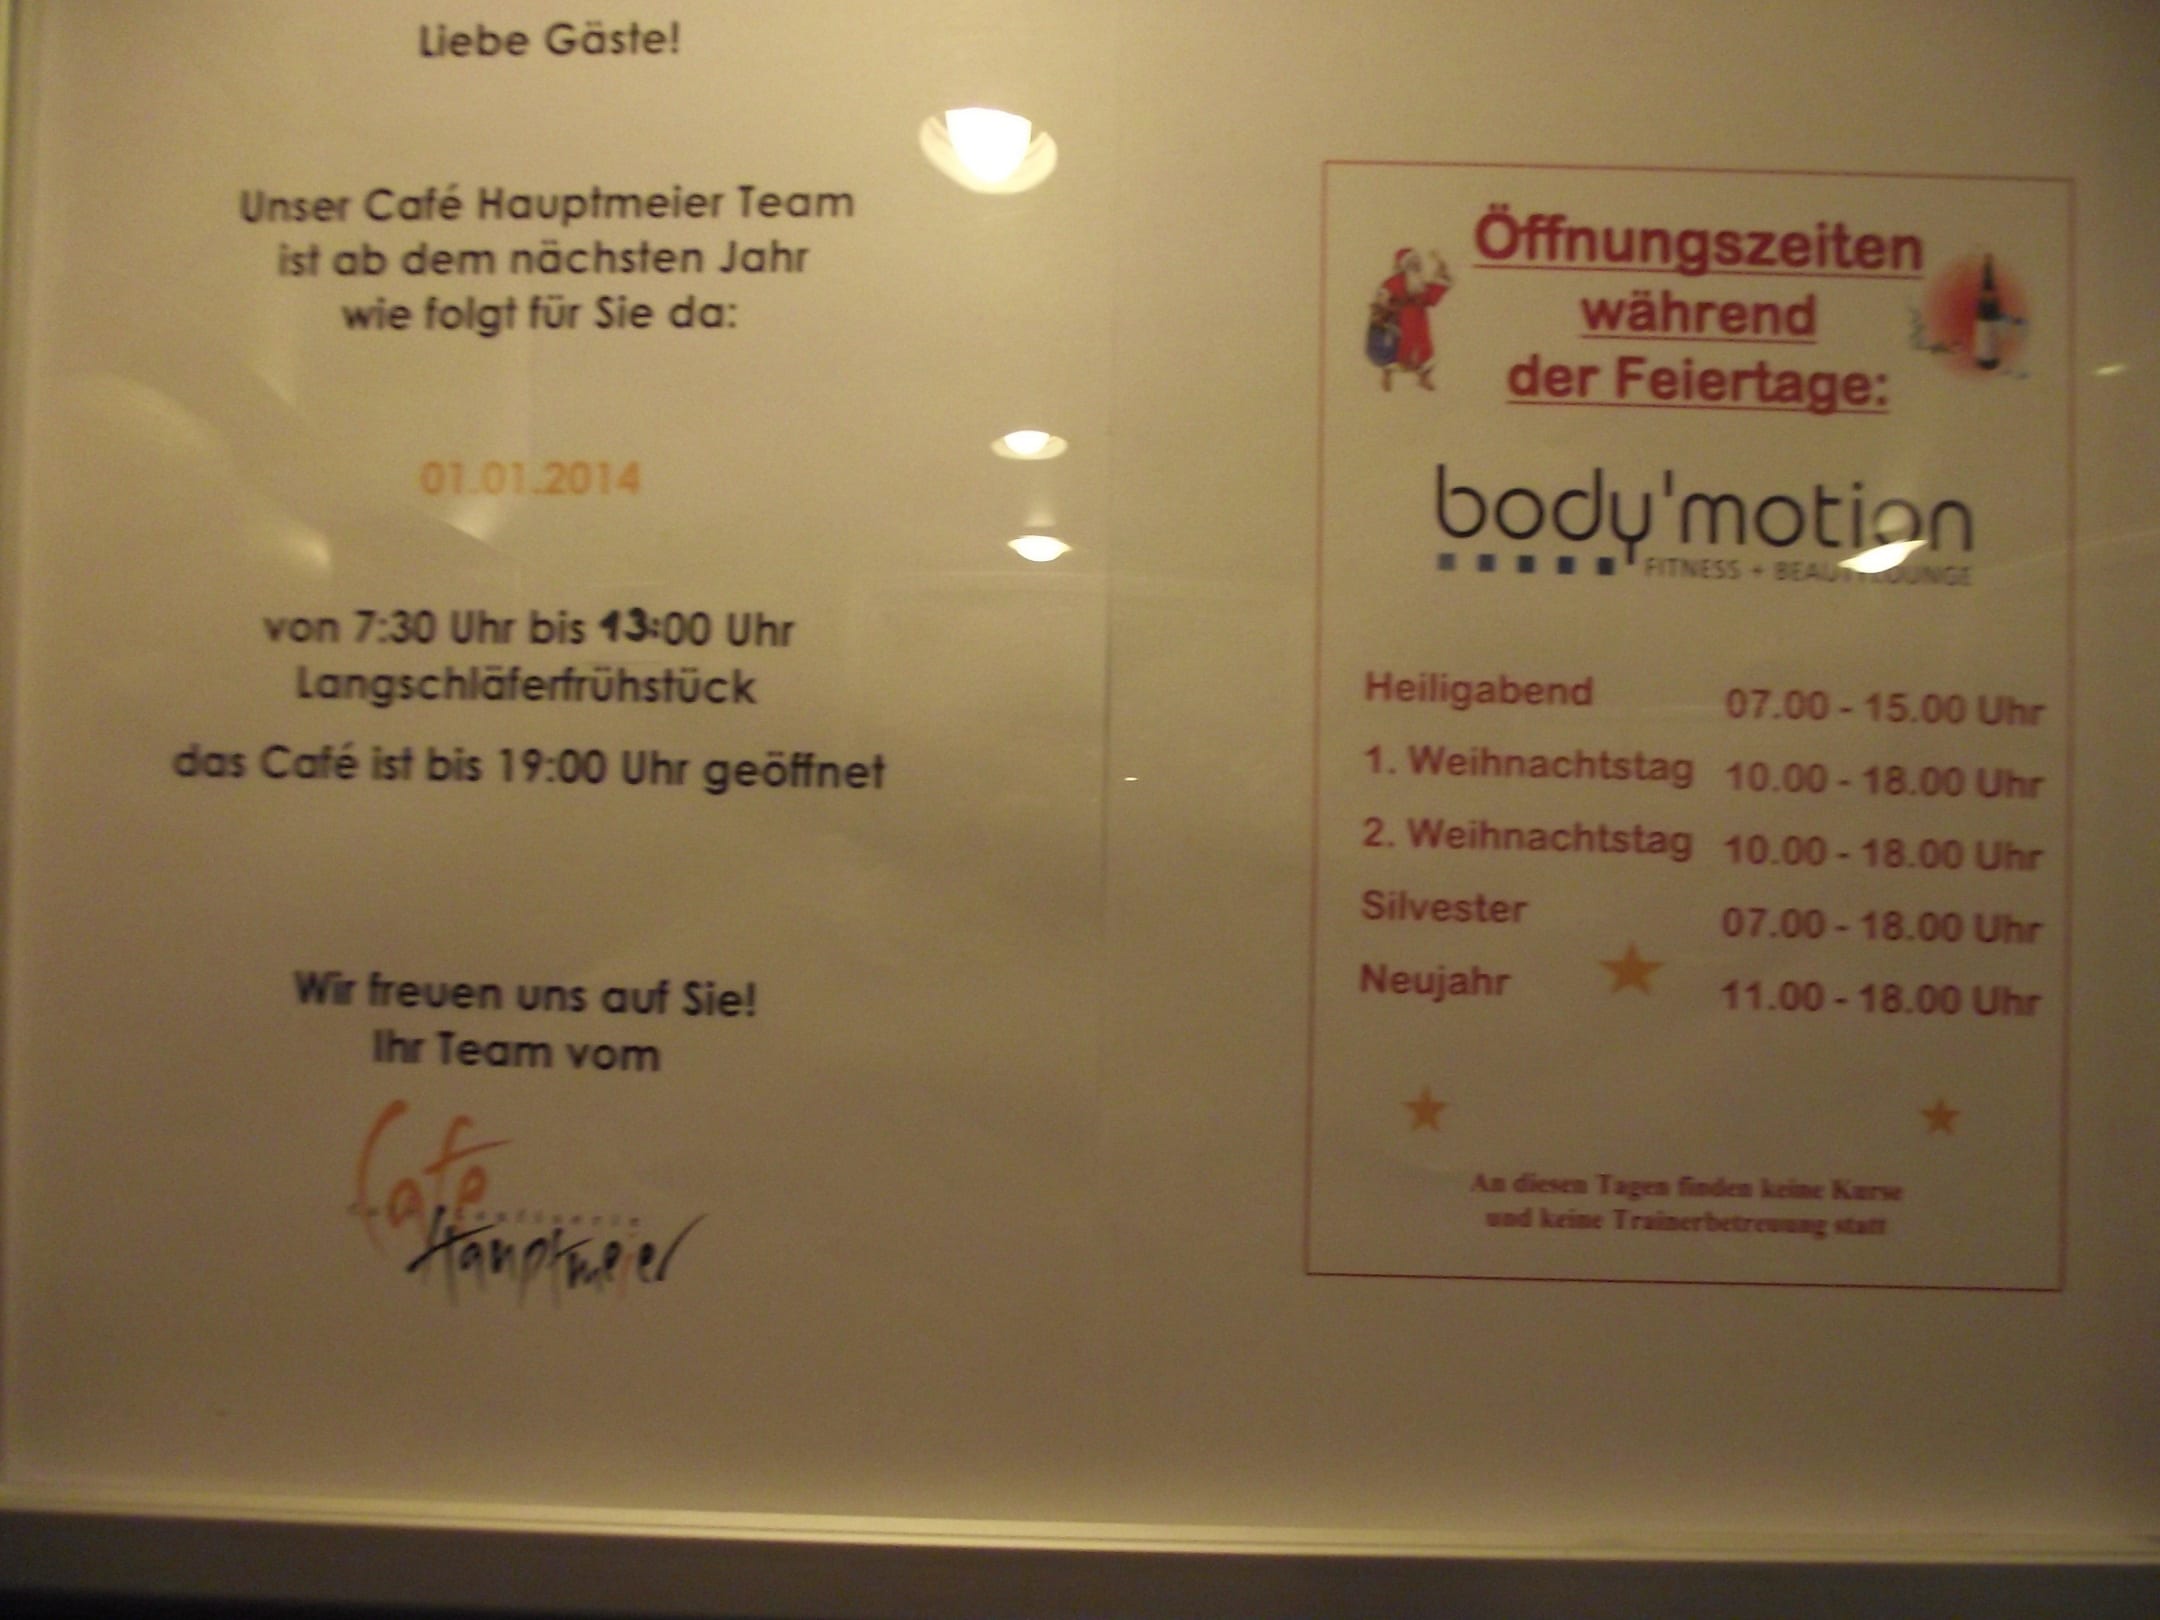 Liebe Gäste!
Unser Café Hauptmeier Team
ist ab dem nächsten Jahr
wie folgt für Sie da:
01.01.2014
von 7:30 Uhr bis 13:00 Uhr
Langschläferfrühstück
das Café ist bis 19:00 Uhr geöffnet
Wir freuen uns auf Sie!
Ihr Team vom
Café
Hauptmeier
Öffnungszeiten
während
der Feiertage:
body'motion
FITNESS + BEAUTYLOUNGE
Heiligabend 07.00 - 15.00 Uhr
1. Weihnachtstag 10.00 - 18.00 Uhr
2. Weihnachtstag 10.00 - 18.00 Uhr
Silvester 07.00 - 18.00 Uhr
Neujahr 11.00 - 18.00 Uhr
An diesen Tagen finden keine Kurse
und keine Trainerbetreuung statt